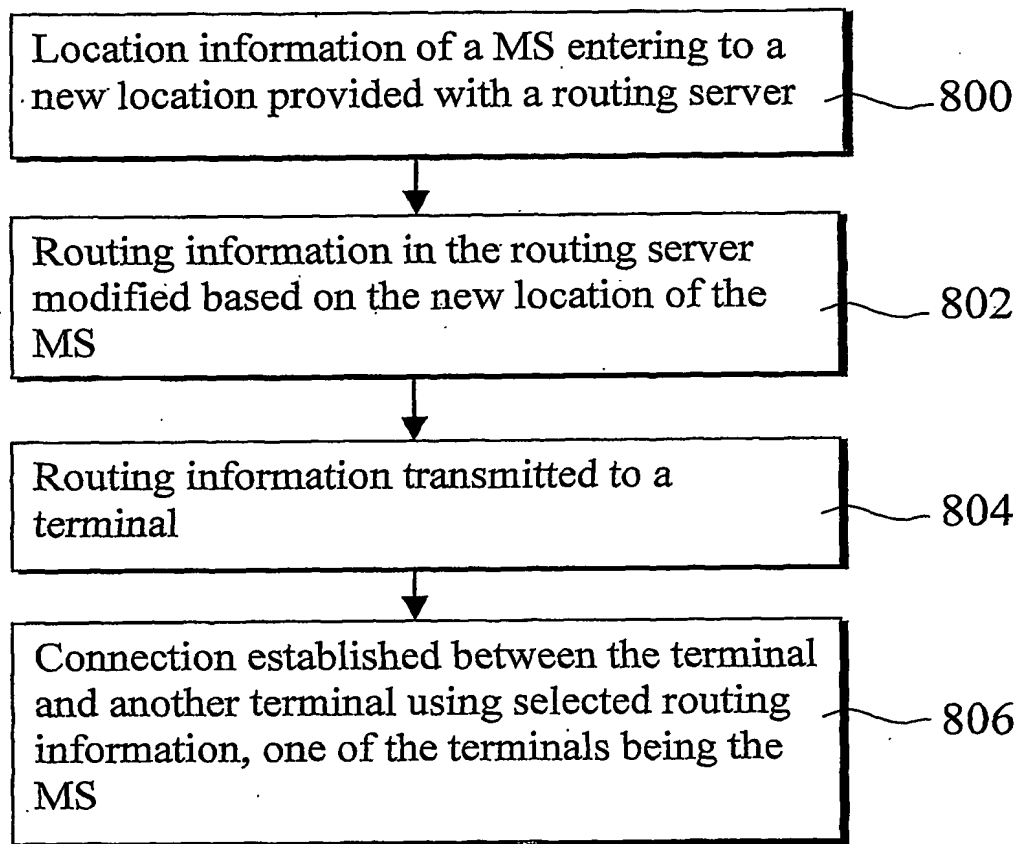 Location information of a MS entering to a
new location provided with a routing server
800
Routing information in the routing server
modified based on the new location of the
MS
802
Routing information transmitted to a
terminal
804
Connection established between the terminal
and another terminal using selected routing
information, one of the terminals being the
MS
806